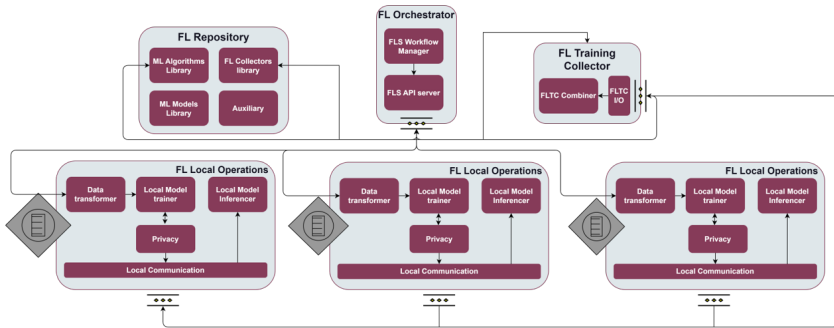 FL Repository
ML Algorithms
Library
FL Collectors
library
ML Models
Library
Auxiliary
FL Orchestrator
FLS Workflow
Manager
FLS API server
FL Training
Collector
FLTC Combiner
FLTC
I/O
FL Local Operations
Data
transformer
Local Model
trainer
Local Model
Inferencer
Privacy
Local Communication
FL Local Operations
Data
transformer
Local Model
trainer
Local Model
Inferencer
Privacy
Local Communication
FL Local Operations
Data
transformer
Local Model
trainer
Local Model
Inferencer
Privacy
Local Communication